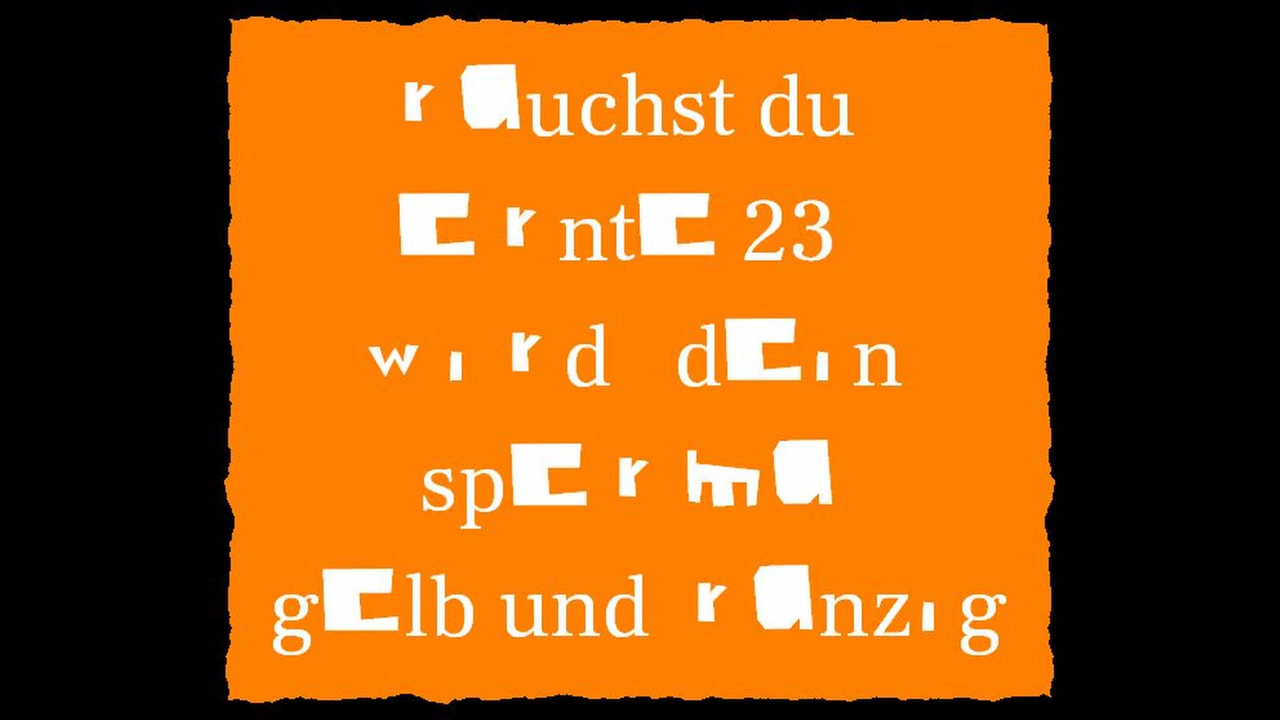 rauchst du
ernte 23
wird dein
sperma
gelb und ranzig